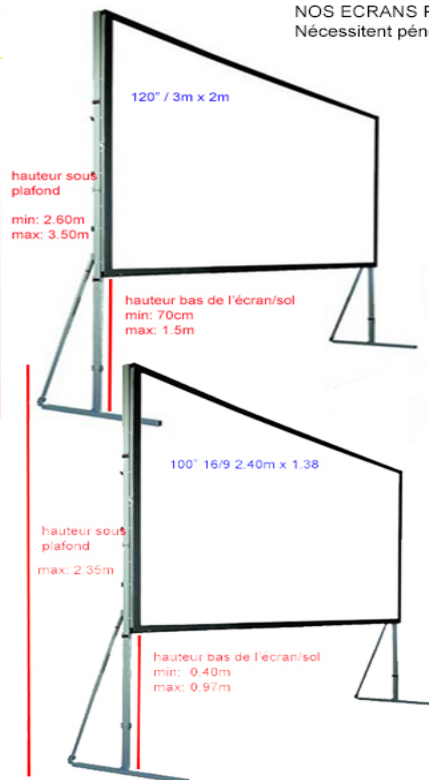 NOS ECRANS
Nécessitent
120" / 3m x 2m
hauteur sous
plafond
min: 2.60m
max: 3.50m
hauteur bas de l'écran/sol
min: 70cm
max: 1.5m
100" 16/9 2.40m x 1.38
hauteur sous
plafond
max: 2.35m
hauteur bas de l'écran/sol
min: 0.40m
max: 0.97m